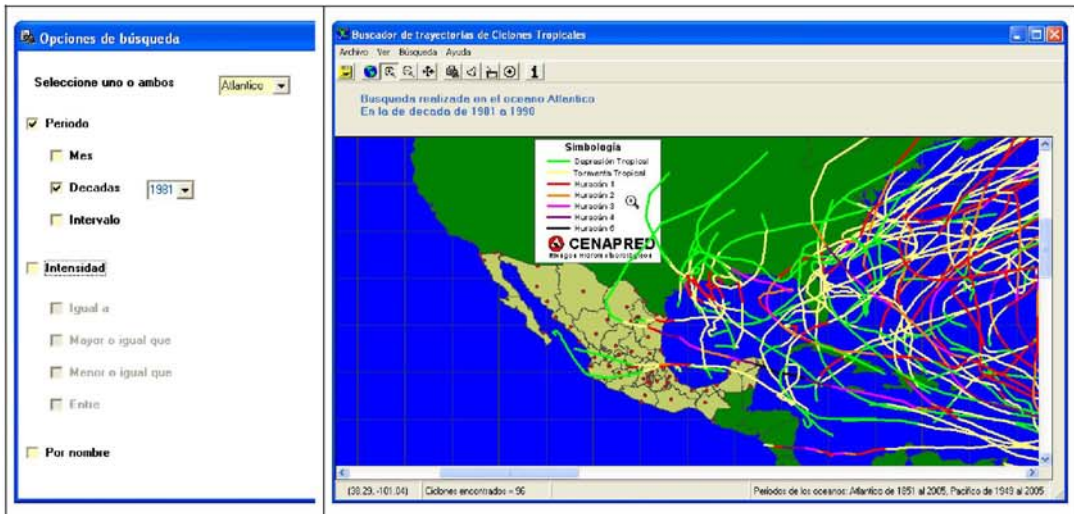 Opciones de búsqueda
Seleccione uno o ambos
Atlantico
Periodo
Mes
Decadas
1981
Intervalo
Intensidad
Igual a
Mayor o igual que
Menor o igual que
Entre
Por nombre
Buscador de trayectorias de Ciclones Tropicales
Archivo Ver Búsqueda Ayuda
Busqueda realizada en el oceano Atlantico
En la de decada de 1981 a 1990
Simbología
Depresión Tropical
Tormenta Tropical
Huracán 1
Huracán 2
Huracán 3
Huracán 4
Huracán 5
CENAPRED
Riesgos Hidrometeorológicos
(38.29, -101.04)
Ciclones encontrados = 96
Periodos de los oceanos: Atlantico de 1851 al 2005, Pacifico de 1949 al 2005